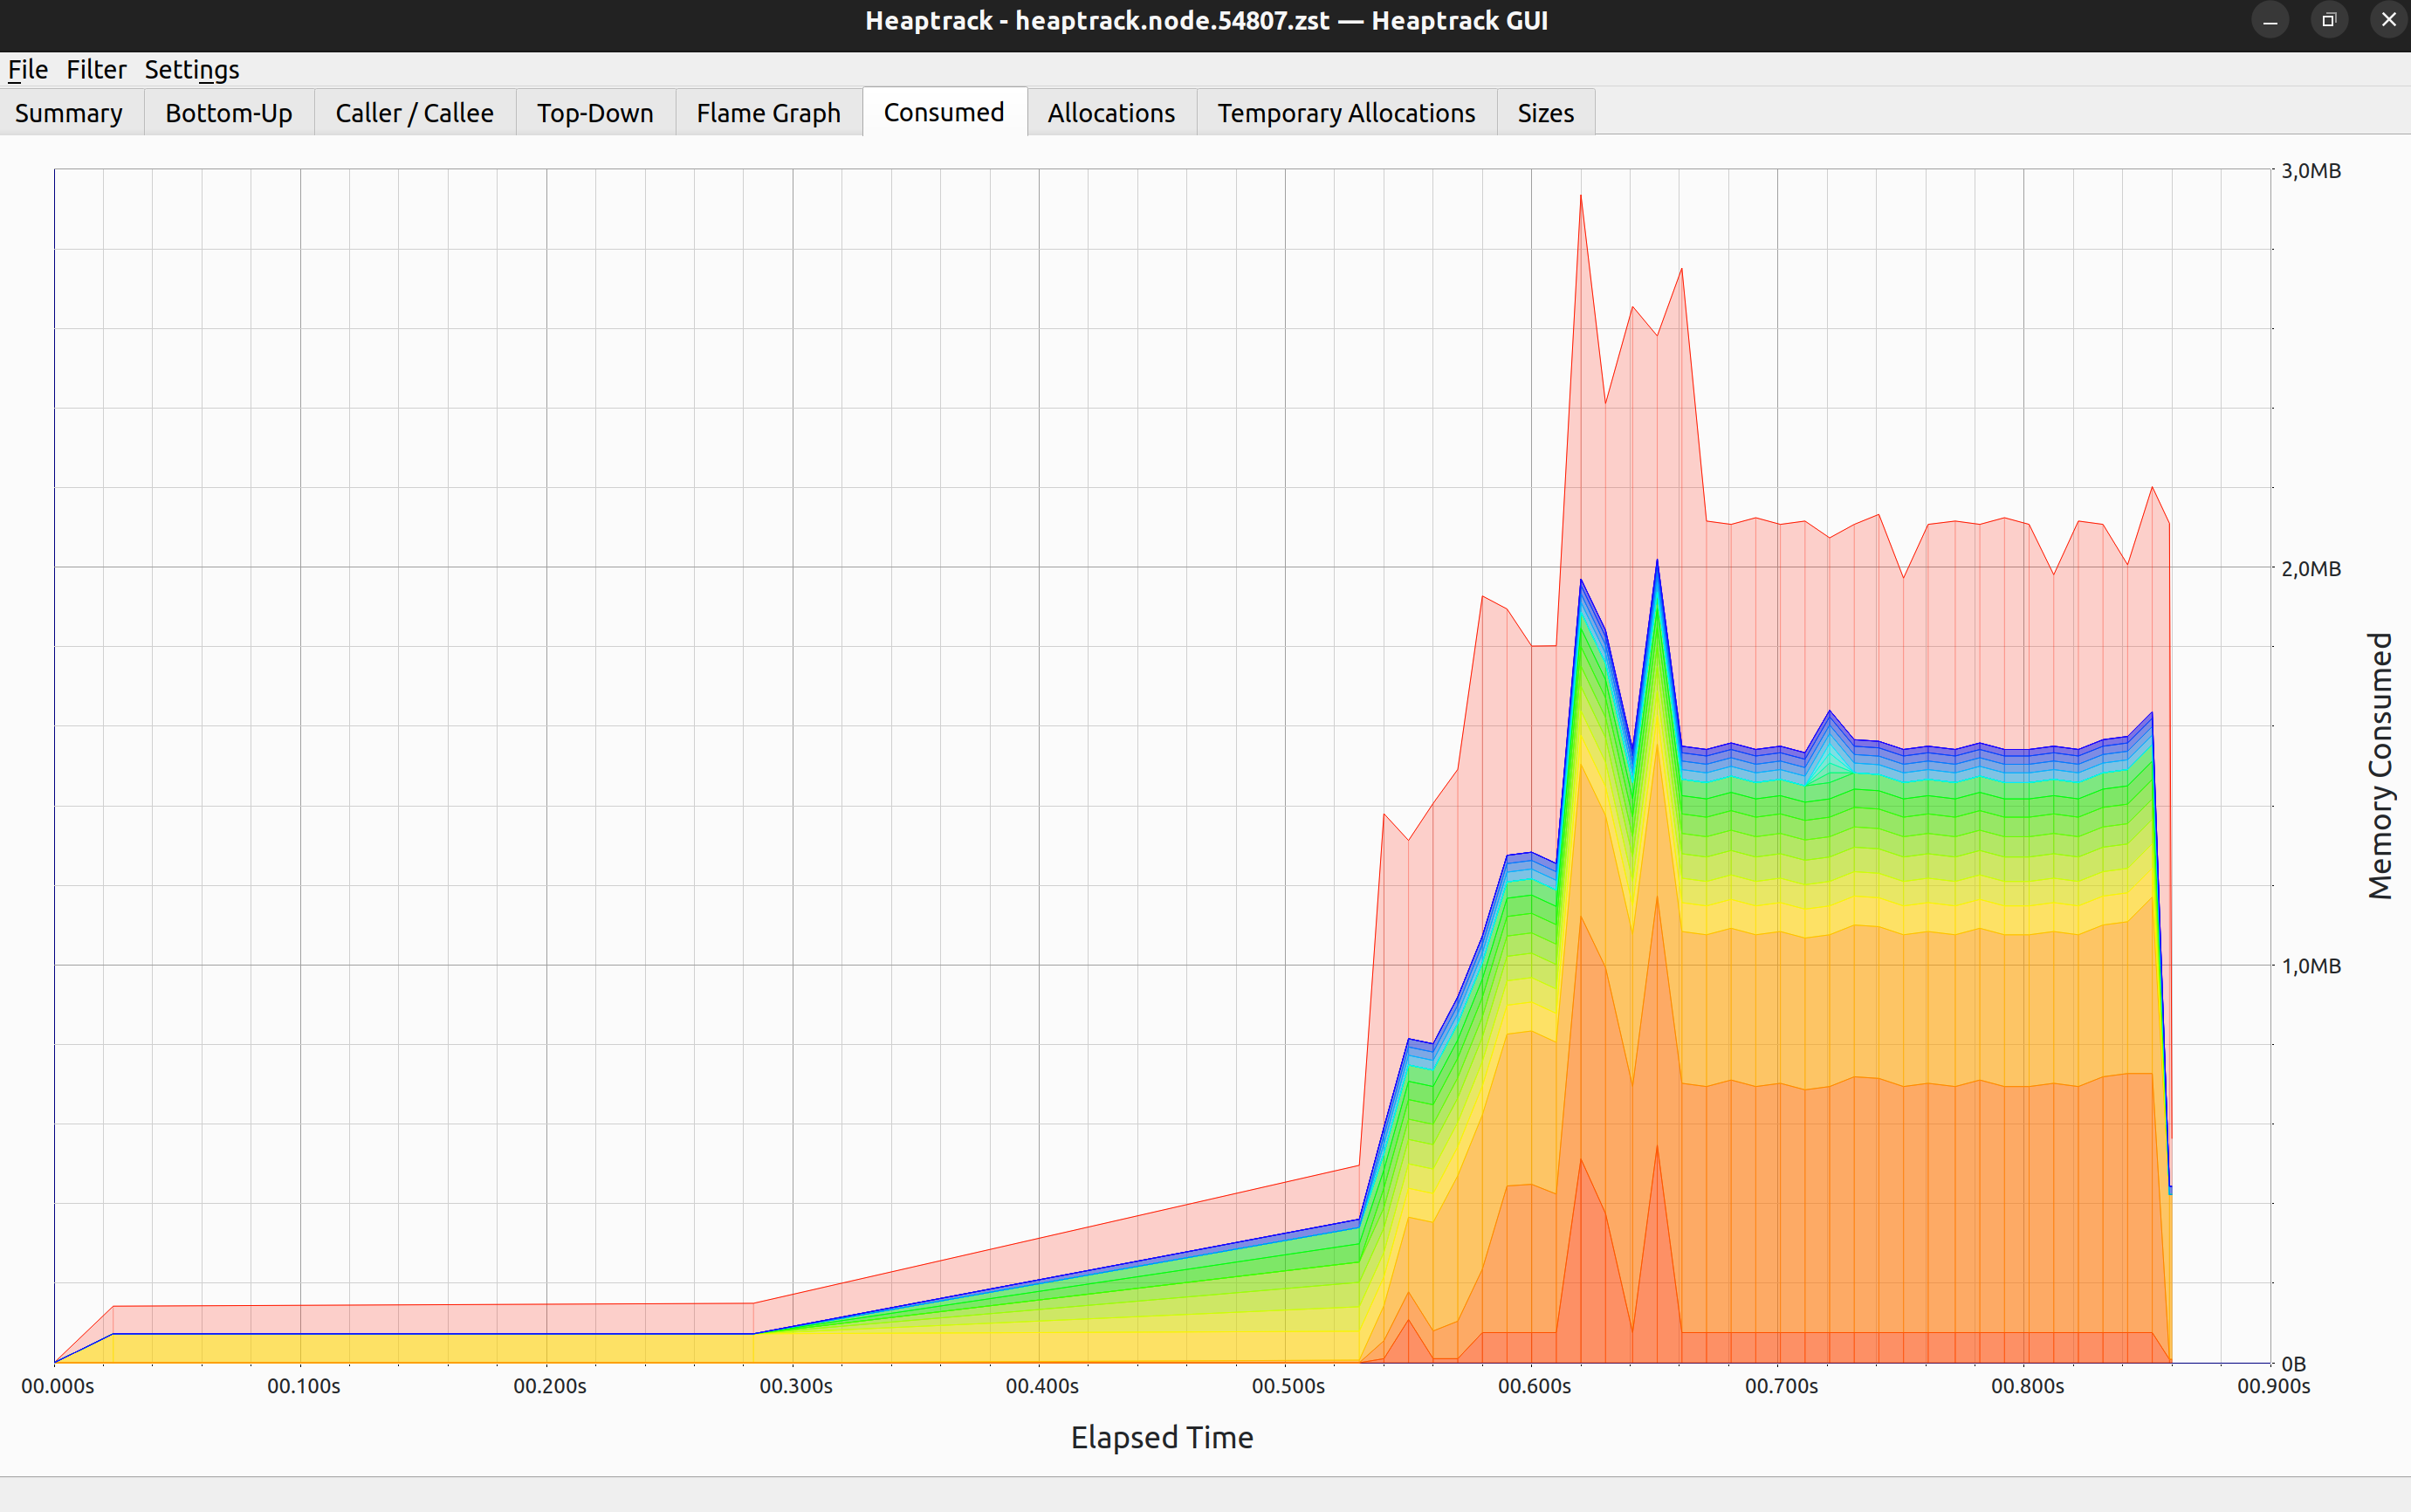 Heaptrack - heaptrack.node.54807.zst — Heaptrack GUI
File Filter Settings
Summary Bottom-Up Caller / Callee Top-Down Flame Graph Consumed Allocations Temporary Allocations Sizes
3,0MB
2,0MB
1,0MB
0B
Memory Consumed
00.000s 00.100s 00.200s 00.300s 00.400s 00.500s 00.600s 00.700s 00.800s 00.900s
Elapsed Time